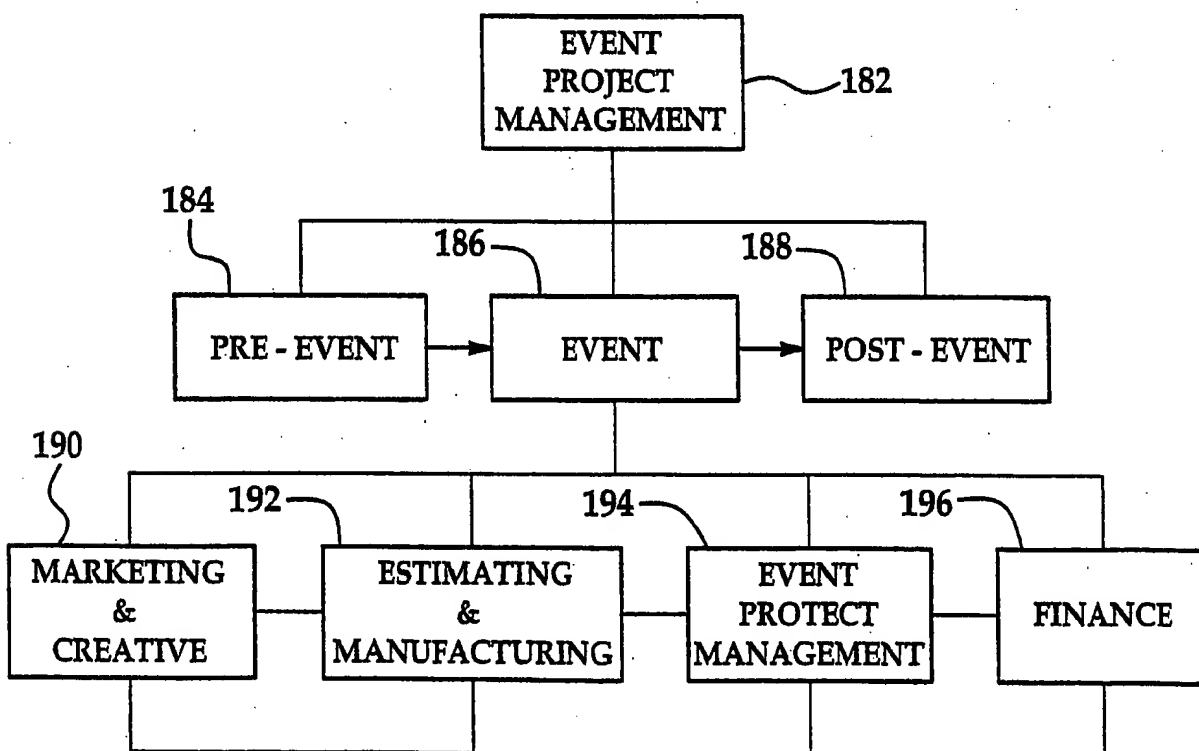 EVENT
PROJECT
MANAGEMENT
182
184
186
188
PRE - EVENT
EVENT
POST - EVENT
190
192
194
196
MARKETING
&
CREATIVE
ESTIMATING
&
MANUFACTURING
EVENT
PROTECT
MANAGEMENT
FINANCE